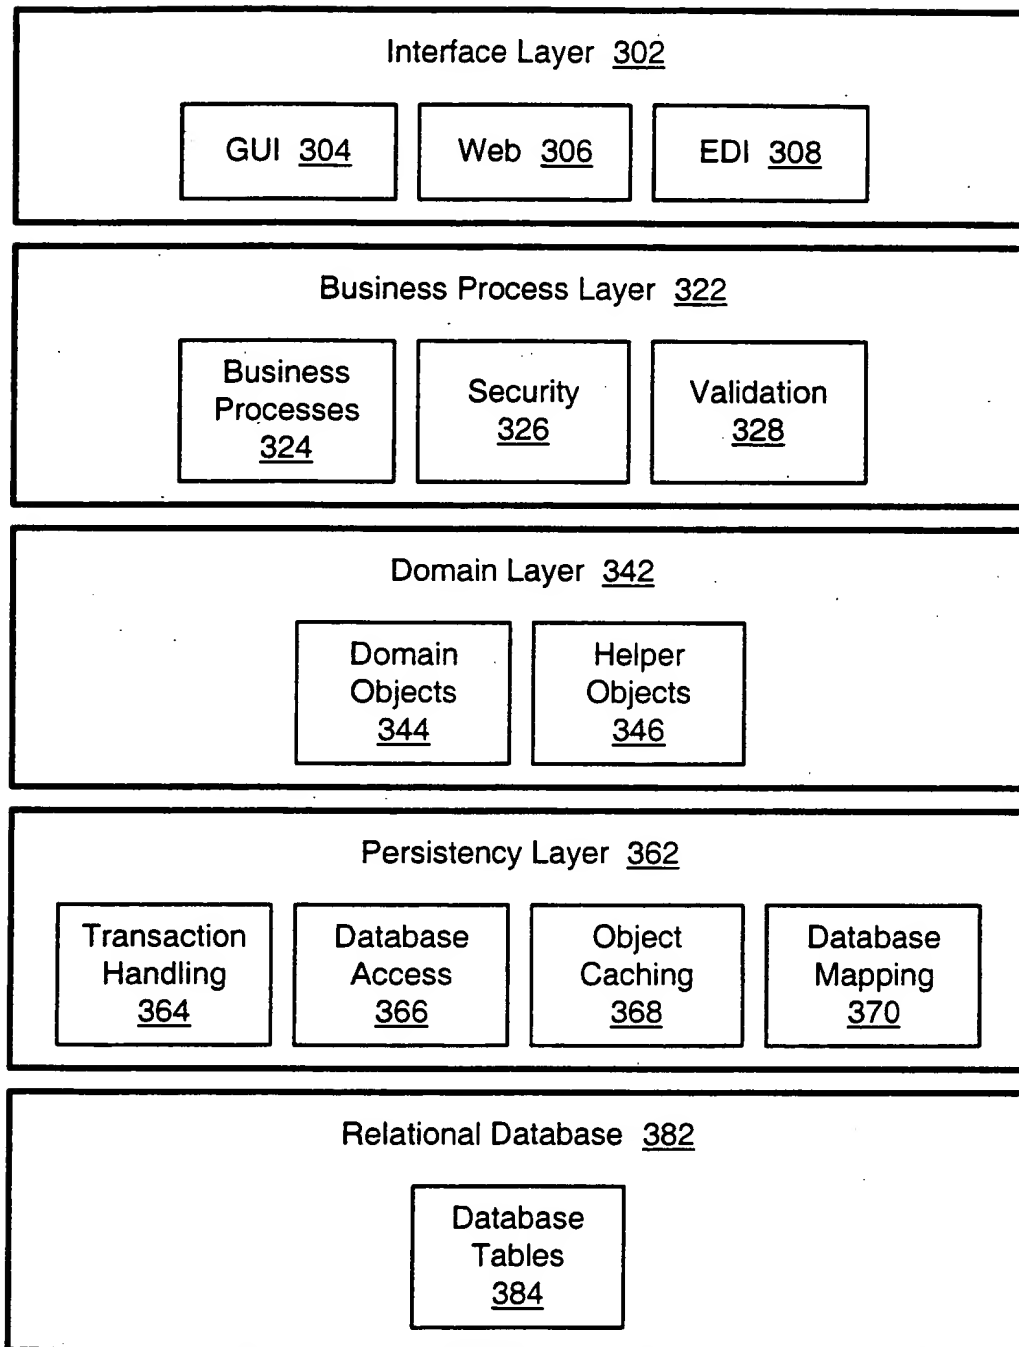 Interface Layer 302
GUI 304
Web 306
EDI 308
Business Process Layer 322
Business
Processes
324
Security
326
Validation
328
Domain Layer 342
Domain
Objects
344
Helper
Objects
346
Persistency Layer 362
Transaction
Handling
364
Database
Access
366
Object
Caching
368
Database
Mapping
370
Relational Database 382
Database
Tables
384